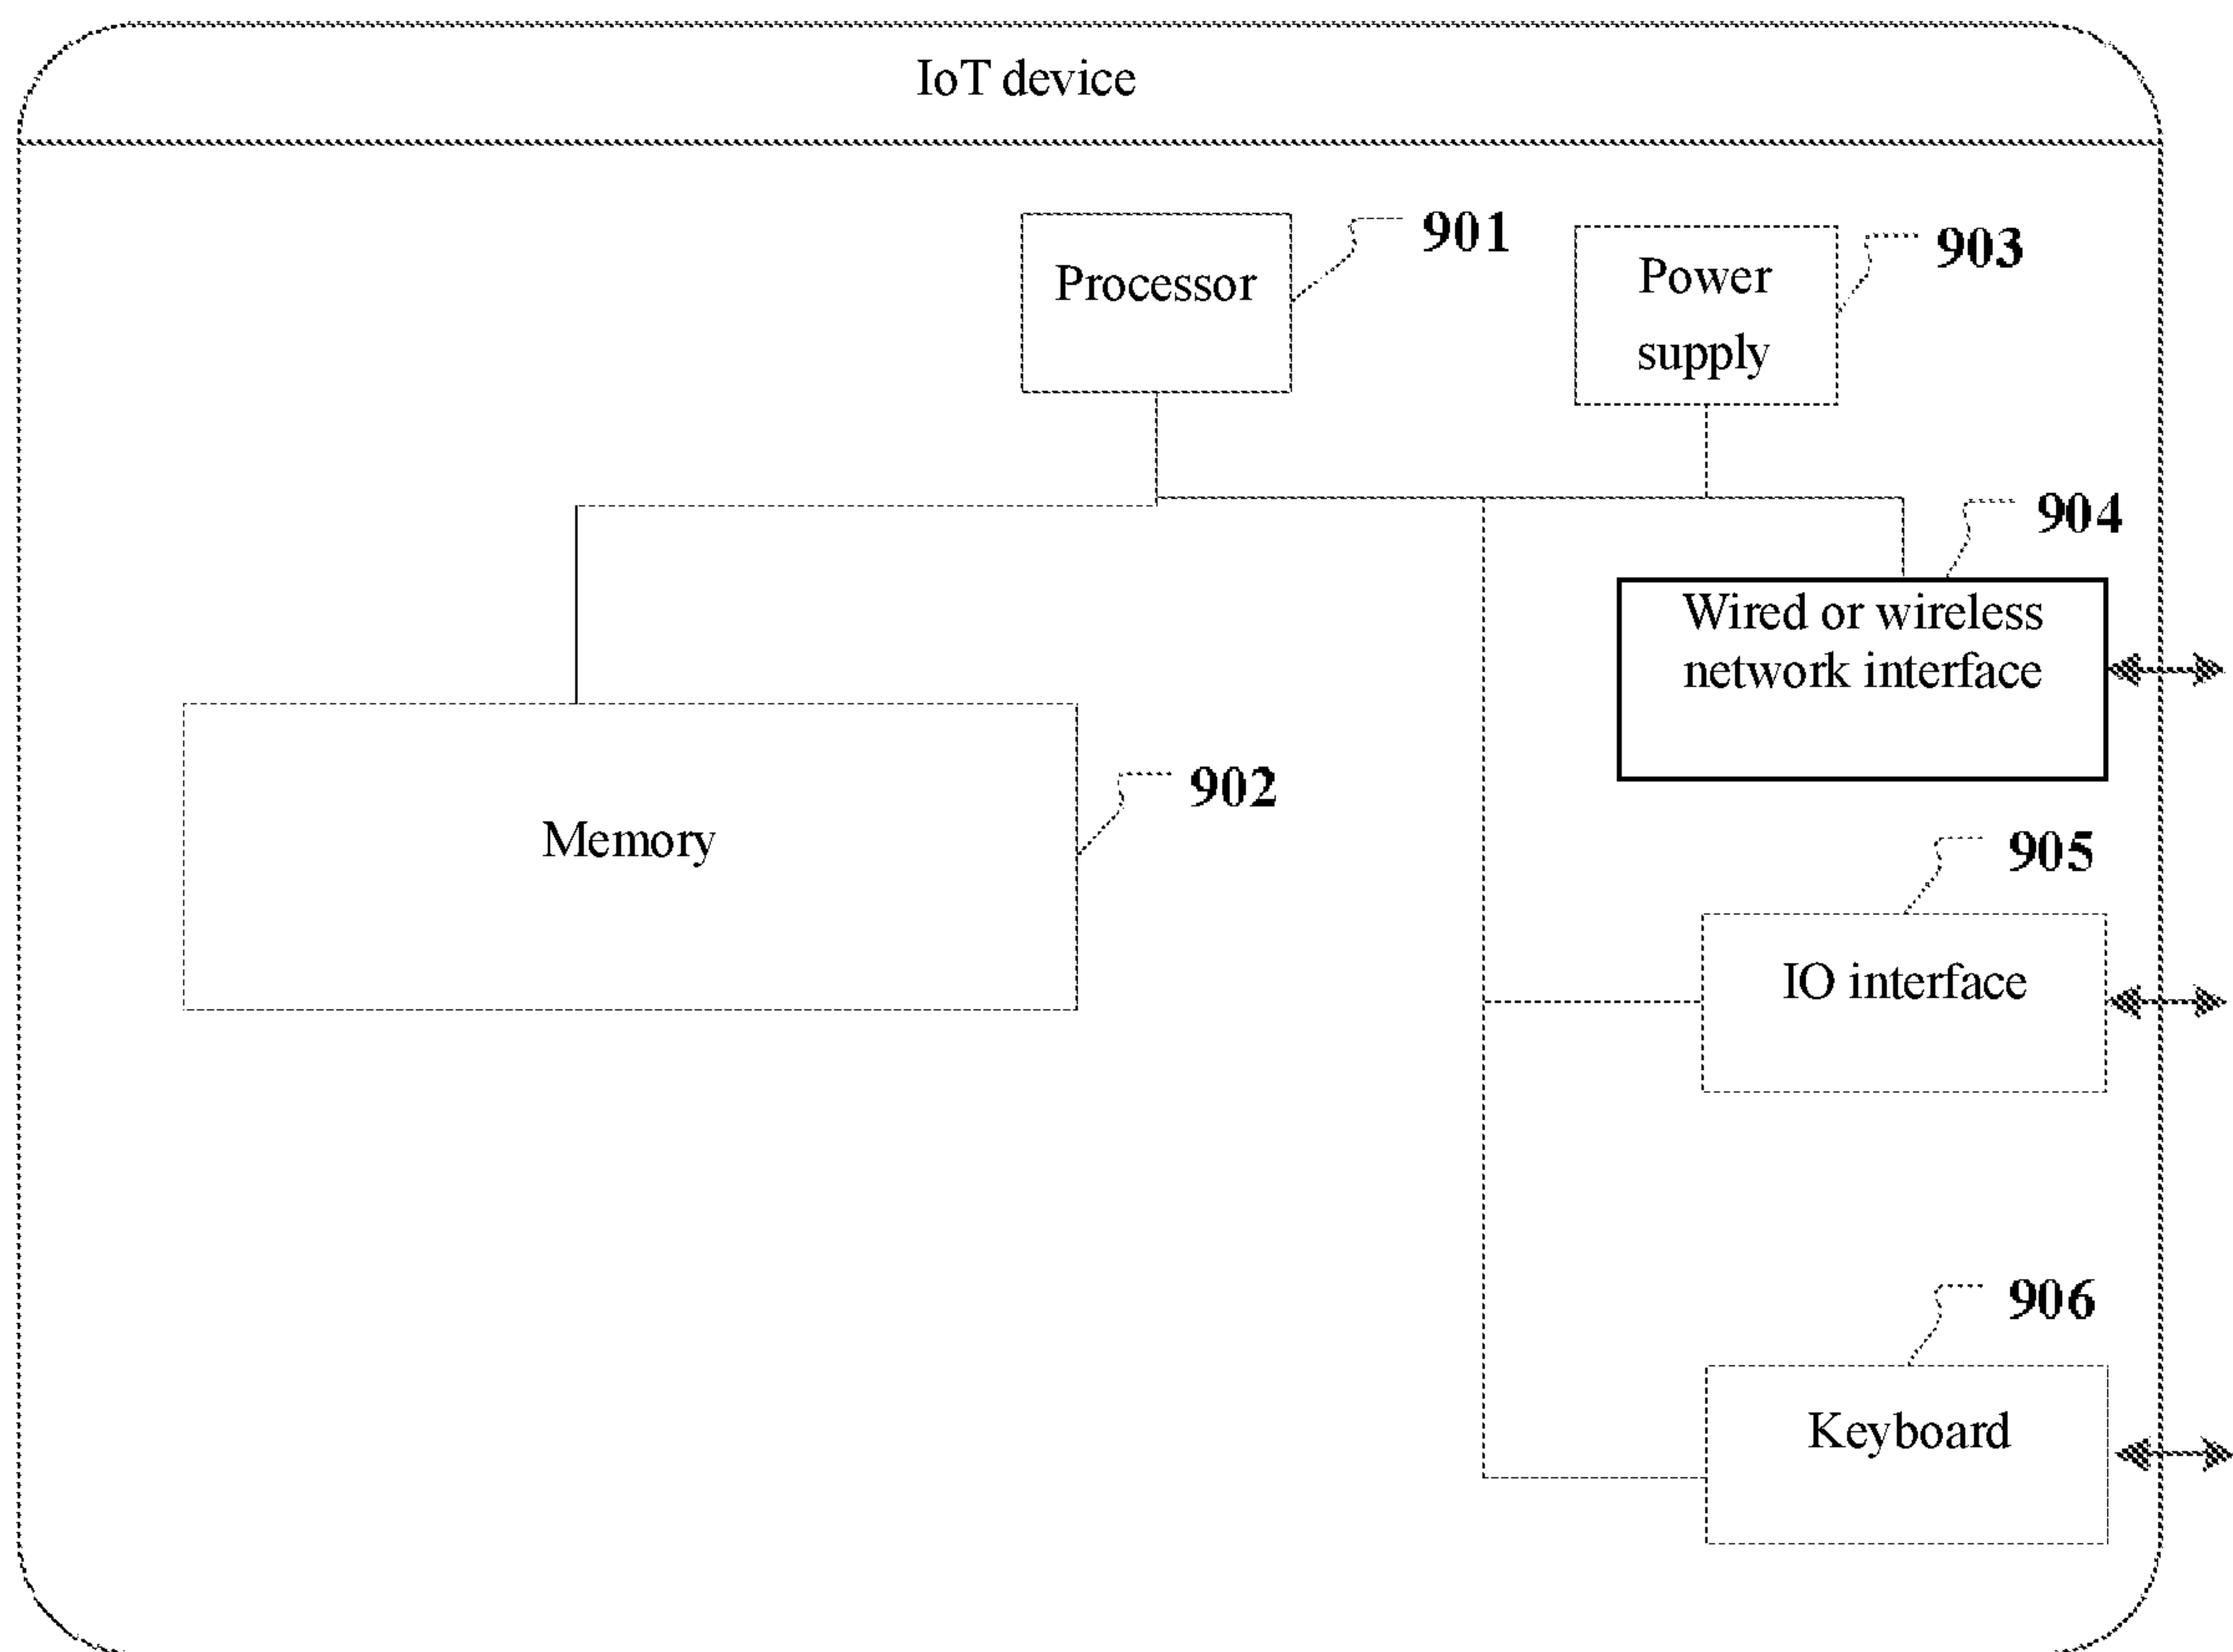 IoT device
Processor
901
Power
supply
903
904
Wired or wireless
network interface
Memory
902
905
IO interface
906
Keyboard